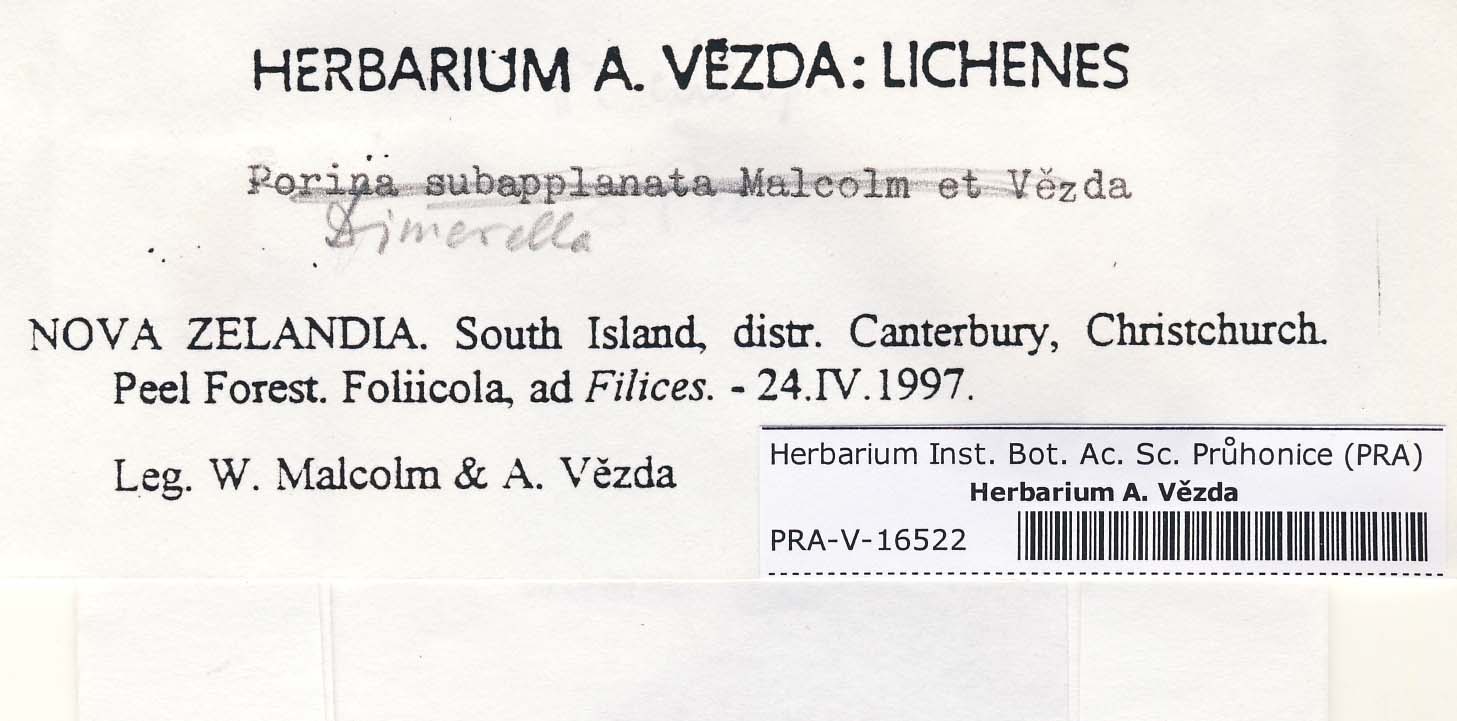 HERBARIUM A. VĚZDA: LICHENES
Porina subapplanata Malcolm et Vězda
Dimerella
NOVA ZELANDIA. South Island, distr. Canterbury, Christchurch.
Peel Forest. Foliicola, ad Filices. - 24.IV.1997.
Leg. W. Malcolm & A. Vězda
Herbarium Inst. Bot. Ac. Sc. Průhonice (PRA)
Herbarium A. Vězda
PRA-V-16522